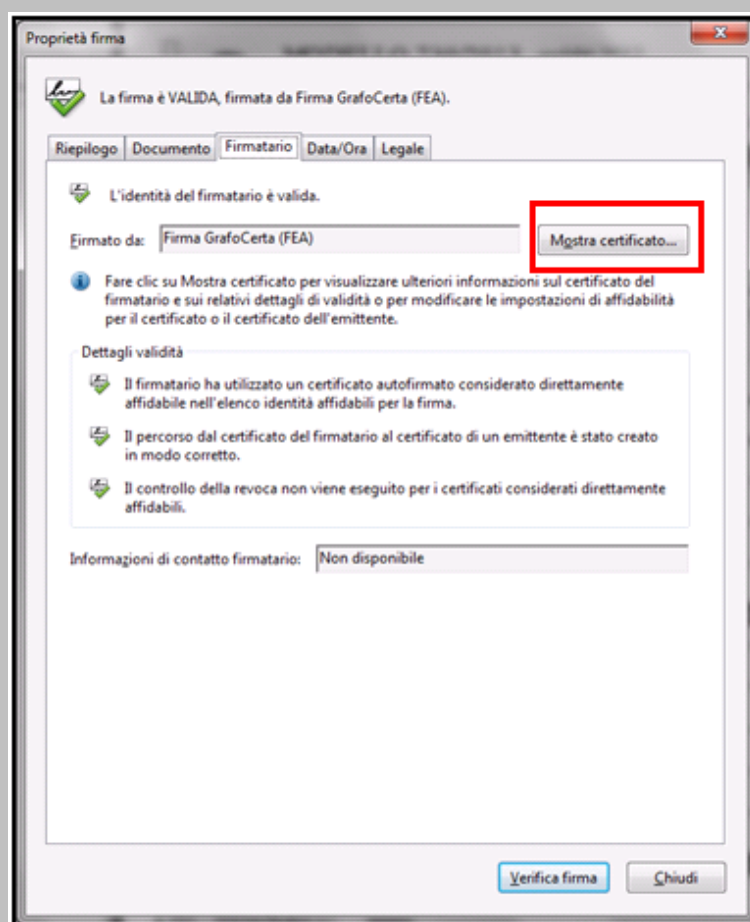 Proprietà firma
La firma è VALIDA, firmata da Firma GrafoCerta (FEA).
Riepilogo Documento Firmatario Data/Ora Legale
L'identità del firmatario è valida.
Firmato da: Firma GrafoCerta (FEA) Mostra certificato...
Fare clic su Mostra certificato per visualizzare ulteriori informazioni sul certificato del
firmatario e sui relativi dettagli di validità o per modificare le impostazioni di affidabilità
per il certificato o il certificato dell'emittente.
Dettagli validità
Il firmatario ha utilizzato un certificato autofirmato considerato direttamente
affidabile nell'elenco identità affidabili per la firma.
Il percorso dal certificato del firmatario al certificato di un emittente è stato creato
in modo corretto.
Il controllo della revoca non viene eseguito per i certificati considerati direttamente
affidabili.
Informazioni di contatto firmatario: Non disponibile
Verifica firma Chiudi